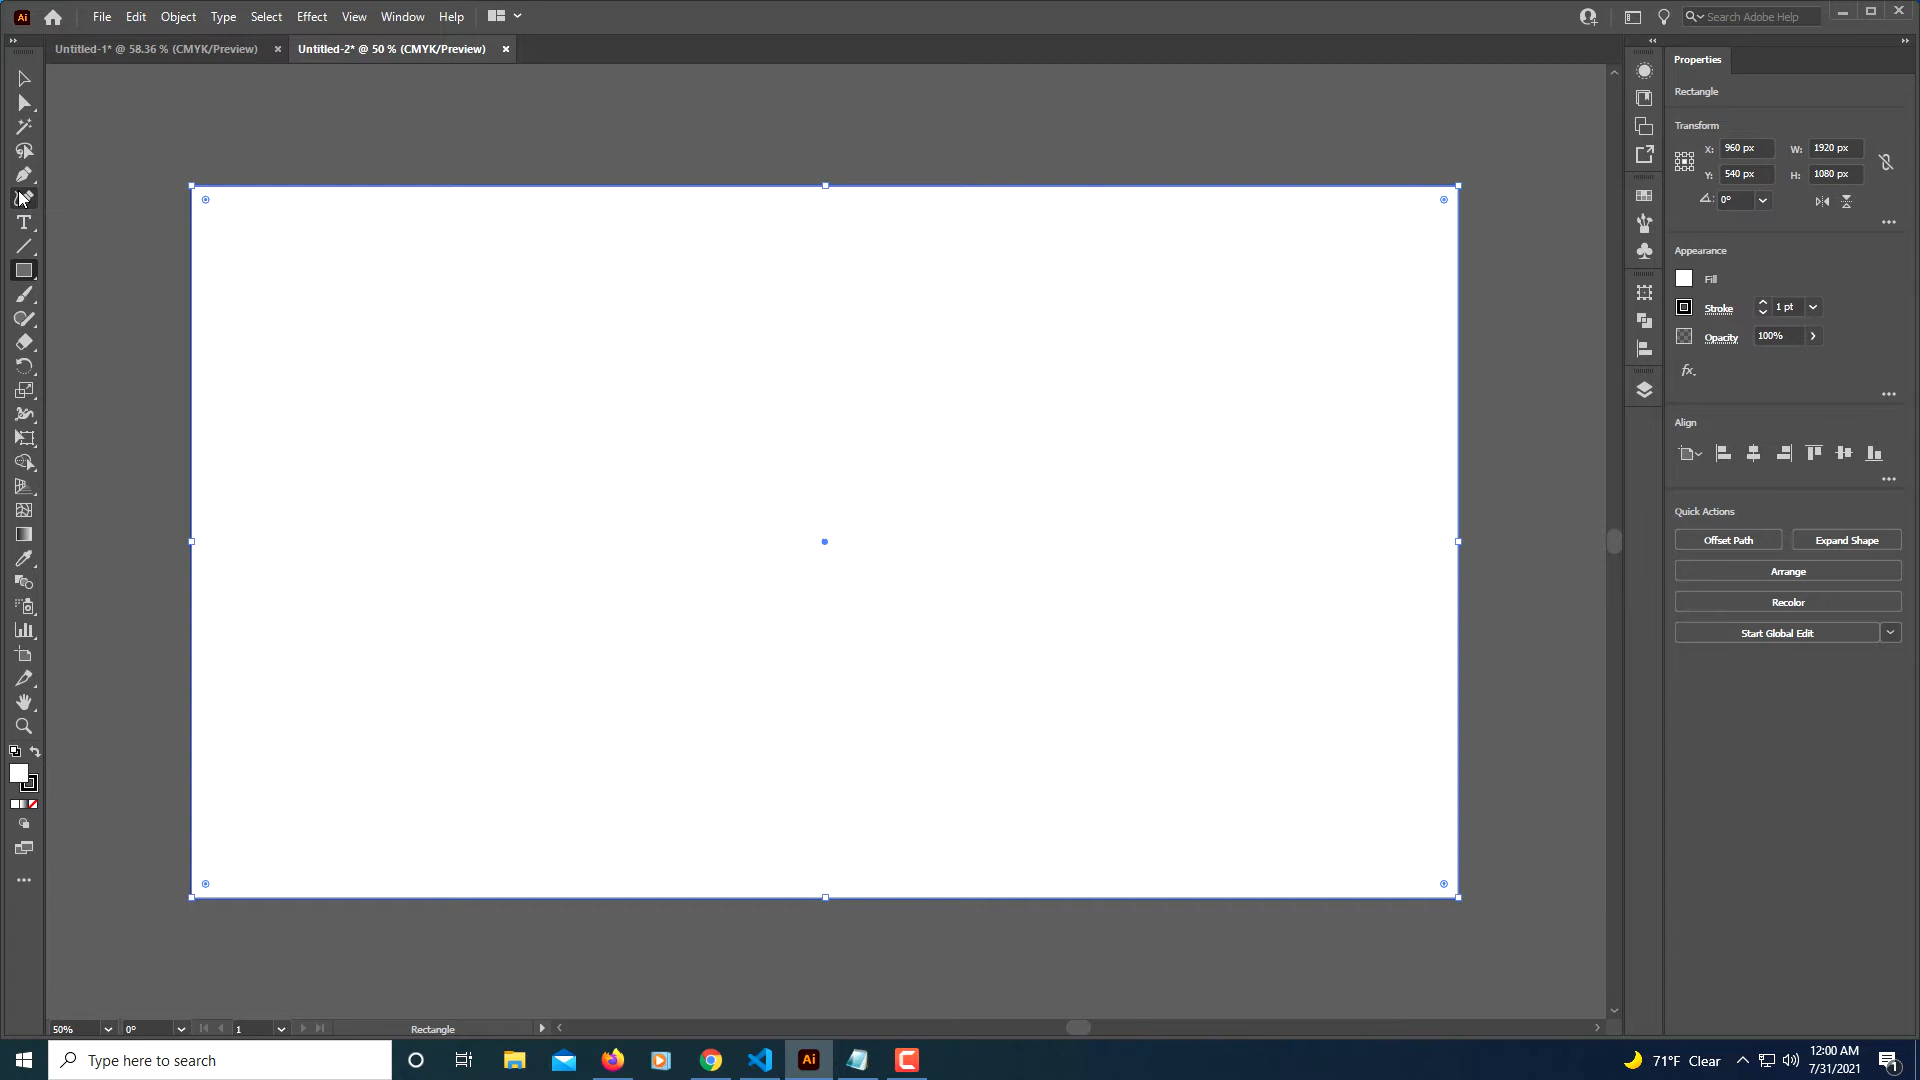 Ai File Edit Object Type Select Effect View Window Help Search Adobe Help
Untitled-1* @ 58.36 % (CMYK/Preview) × Untitled-2* @ 50 % (CMYK/Preview) ×
Properties
Rectangle
Transform
X: 960 px W: 1920 px
Y: 540 px H: 1080 px
0°
Appearance
Fill
Stroke 1 pt
Opacity 100%
fx.
Align
Quick Actions
Offset Path Expand Shape
Arrange
Recolor
Start Global Edit
50% 0° 1 Rectangle
Type here to search Ai 71°F Clear 12:00 AM
7/31/2021
1